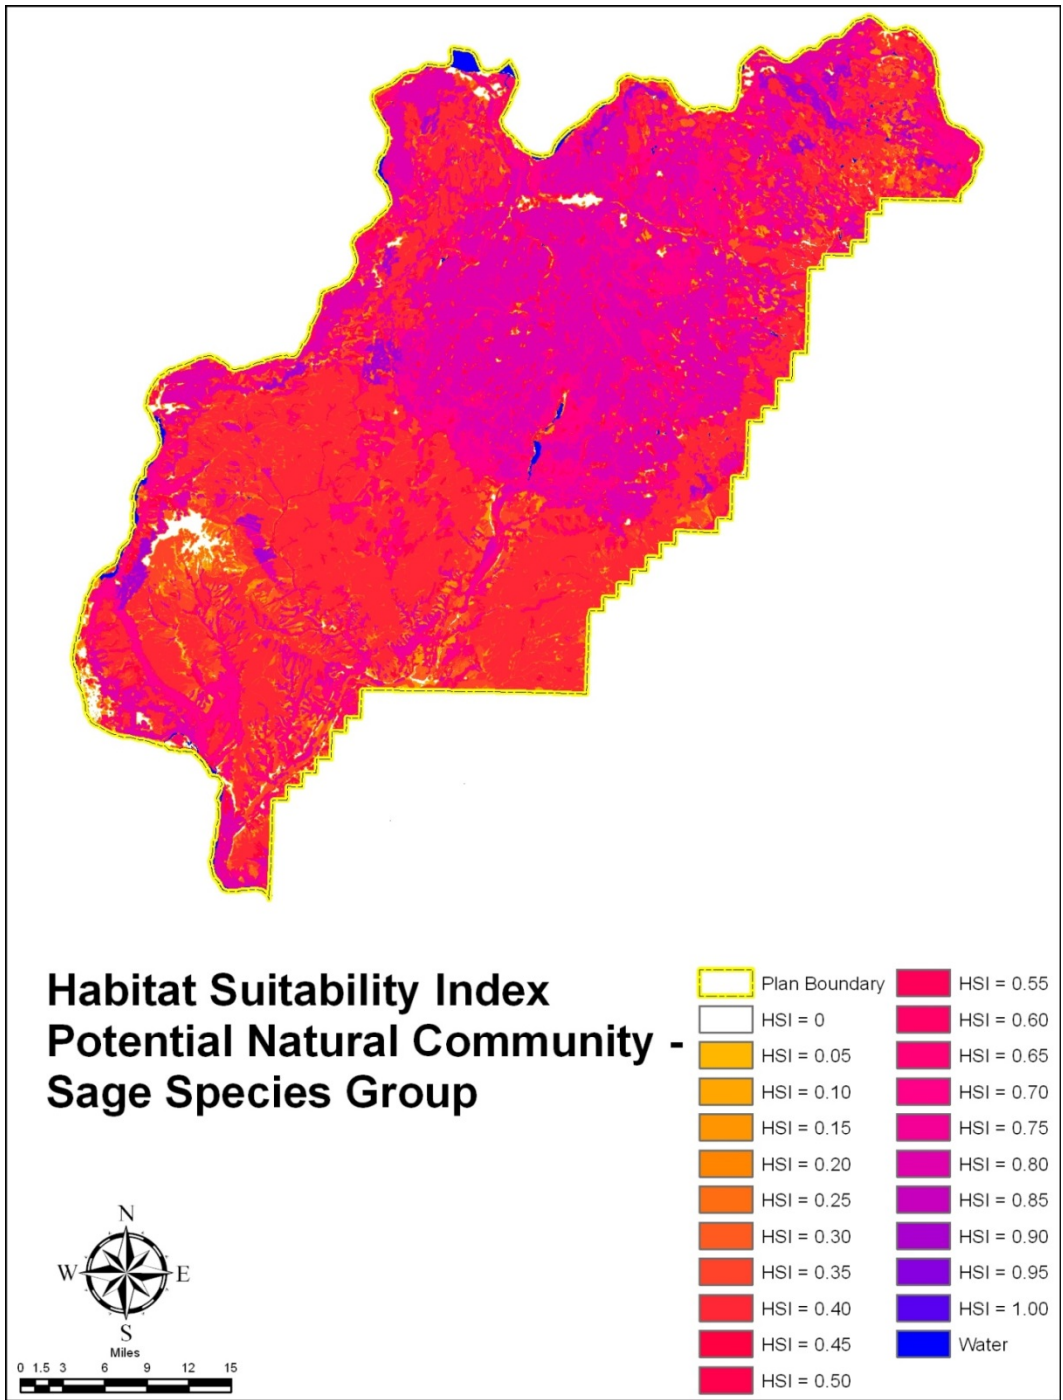 Habitat Suitability Index
Potential Natural Community -
Sage Species Group
Plan Boundary
HSI = 0
HSI = 0.05
HSI = 0.10
HSI = 0.15
HSI = 0.20
HSI = 0.25
HSI = 0.30
HSI = 0.35
HSI = 0.40
HSI = 0.45
HSI = 0.50
HSI = 0.55
HSI = 0.60
HSI = 0.65
HSI = 0.70
HSI = 0.75
HSI = 0.80
HSI = 0.85
HSI = 0.90
HSI = 0.95
HSI = 1.00
Water
N
W E
S
Miles
0 1.5 3 6 9 12 15